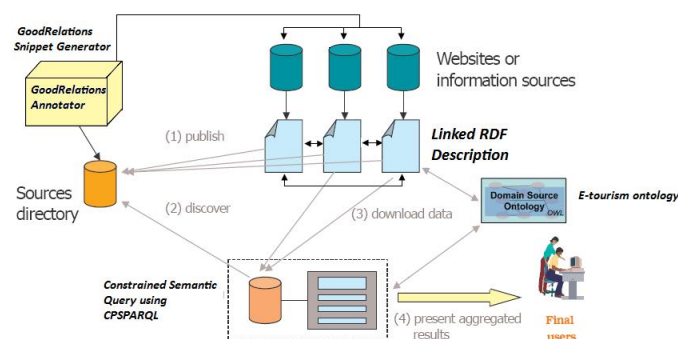 GoodRelations
Snippet Generator
GoodRelations
Annotator
Websites or
information sources
(1) publish
Linked RDF
Description
Sources
directory
(2) discover
(3) download data
Domain Source
Ontology
OWL
E-tourism ontology
Constrained Semantic
Query using
CPSPARQL
(4) present aggregated
results
Final
users